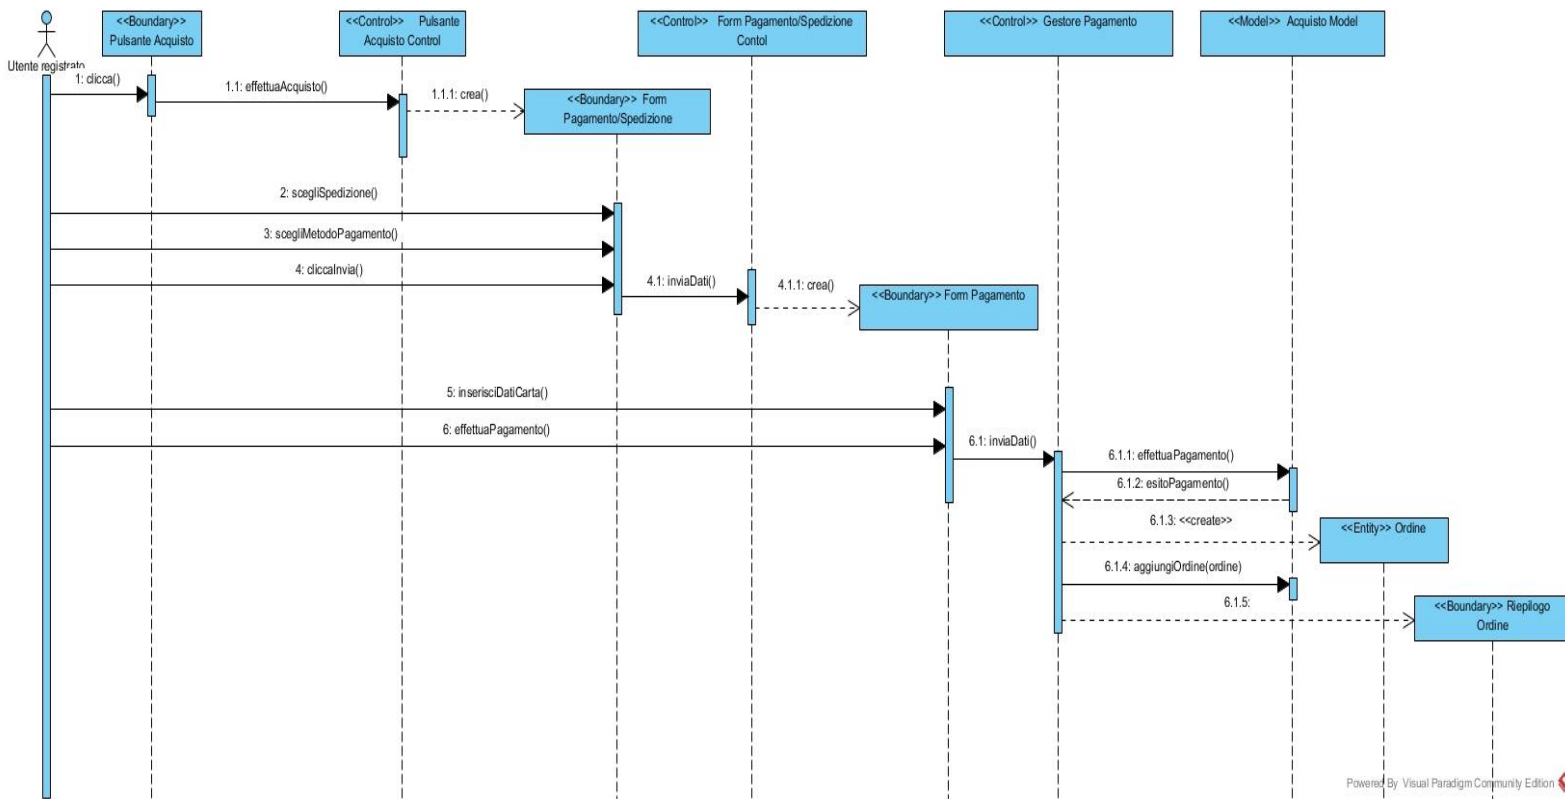 <<Boundary>>
Pulsante Acquisto
<<Control>> Pulsante
Acquisto Control
<<Control>> Form Pagamento/Spedizione
Contol
<<Control>> Gestore Pagamento
<<Model>> Acquisto Model
Utente registrato
1: clicca()
1.1: effettuaAcquisto()
1.1.1: crea()
<<Boundary>> Form
Pagamento/Spedizione
2: scegliSpedizione()
3: scegliMetodoPagamento()
4: cliccaInvia()
4.1: inviaDati()
4.1.1: crea()
<<Boundary>> Form Pagamento
5: inserisciDatiCarta()
6: effettuaPagamento()
6.1: inviaDati()
6.1.1: effettuaPagamento()
6.1.2: esitoPagamento()
6.1.3: <<create>>
<<Entity>> Ordine
6.1.4: aggiungiOrdine(ordine)
6.1.5:
<<Boundary>> Riepilogo
Ordine
Powered By Visual Paradigm Community Edition